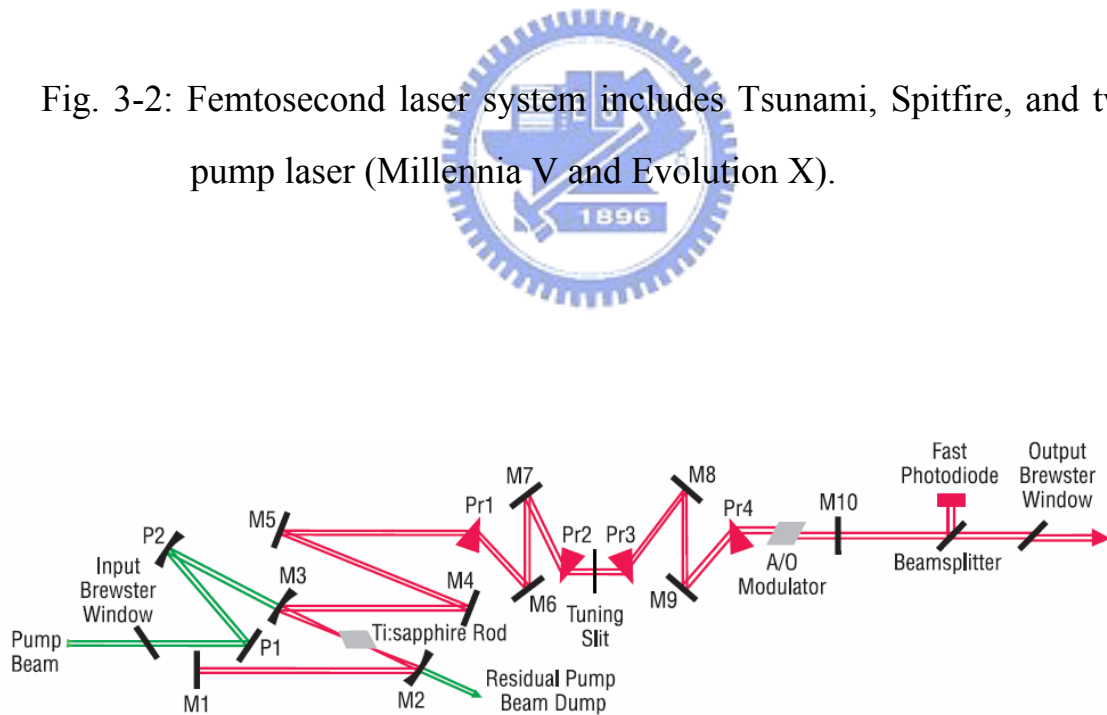 Fig. 3-2: Femtosecond laser system includes Tsunami, Spitfire, and
pump laser (Millennia V and Evolution X).
1896
Fast
Photodiode
Output
Brewster
Window
M7
M8
M10
Pr1
Pr4
M5
P2
Pr2
Pr3
Input
Brewster
Window
M3
M4
A/O
Modulator
Beamsplitter
M6
M9
Tuning
Slit
Ti:sapphire Rod
Pump
Beam
P1
M1
M2
Residual Pump
Beam Dump